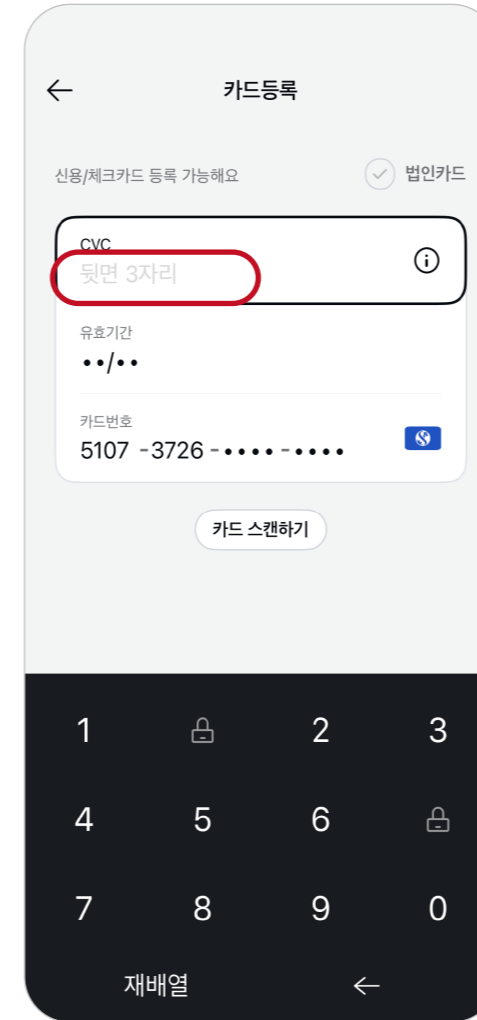 카드등록
신용/체크카드 등록 가능해요 법인카드
CVC
뒷면 3자리
유효기간
••/••
카드번호
5107 - 3726 - •••• - ••••
카드 스캔하기
1 2 3
4 5 6
7 8 9 0
재배열